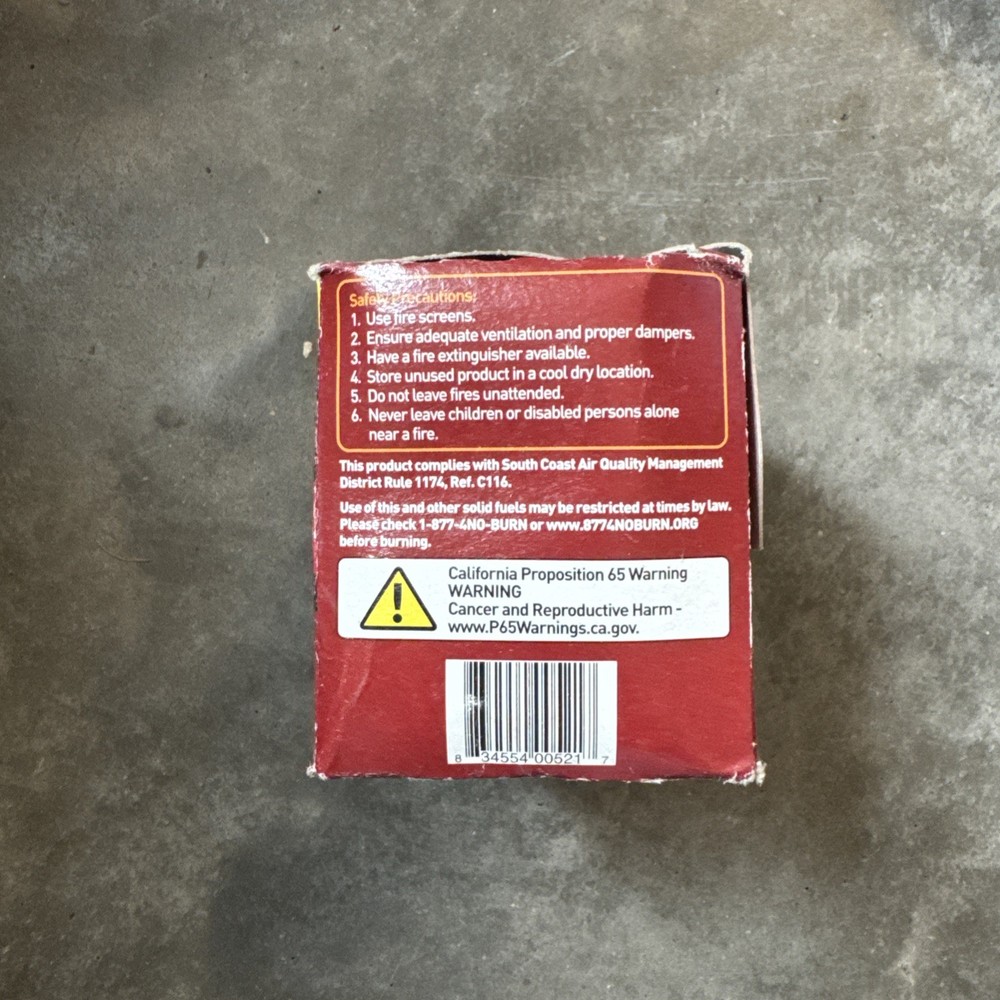 Safety Precautions:
1. Use fire screens.
2. Ensure adequate ventilation and proper dampers.
3. Have a fire extinguisher available.
4. Store unused product in a cool dry location.
5. Do not leave fires unattended.
6. Never leave children or disabled persons alone
near a fire.
This product complies with South Coast Air Quality Management
District Rule 1174, Ref. C116.
Use of this and other solid fuels may be restricted at times by law.
Please check 1-877-4NO-BURN or www.8774NOBURN.ORG
before burning.
California Proposition 65 Warning
WARNING
Cancer and Reproductive Harm -
www.P65Warnings.ca.gov.
8 34554 00521 7